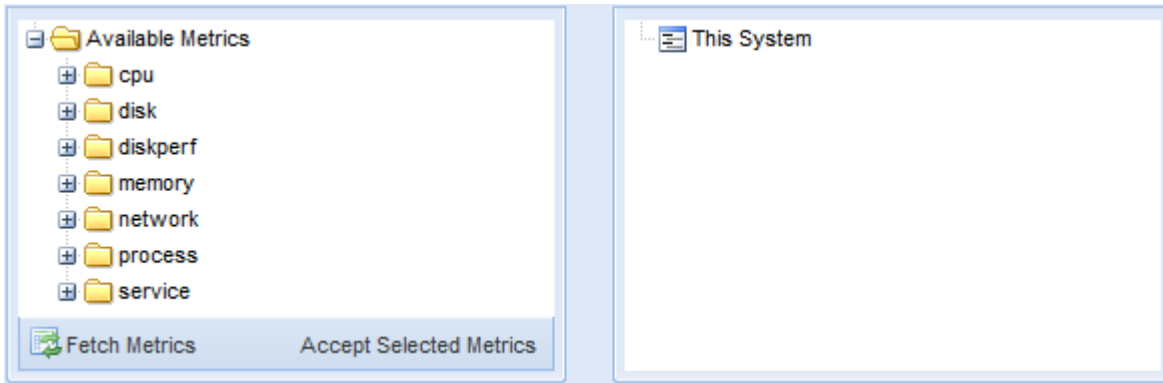 Available Metrics
cpu
disk
diskperf
memory
network
process
service
Fetch Metrics Accept Selected Metrics
This System